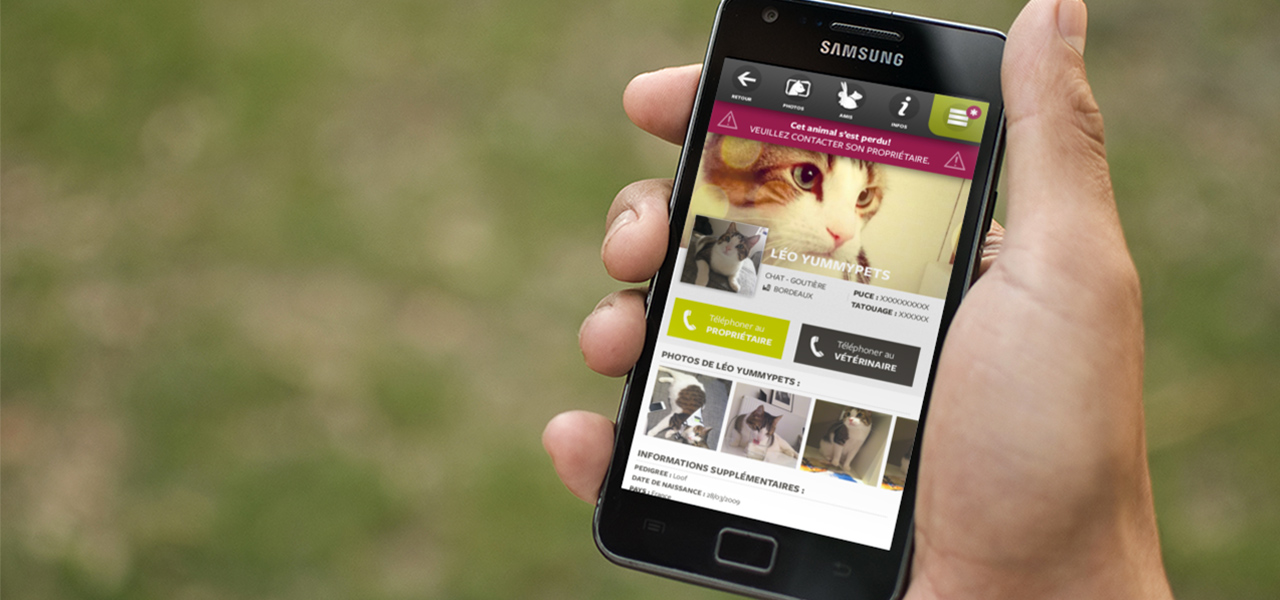 SAMSUNG
RETOUR
PHOTOS
AMIS
INFOS
Cet animal s'est perdu!
VEUILLEZ CONTACTER SON PROPRIÉTAIRE.
LÉO YUMMYPETS
CHAT - GOUTIÈRE
BORDEAUX
PUCE : XXXXXXXXXX
TATOUAGE : XXXXXX
Téléphoner au
PROPRIÉTAIRE
Téléphoner au
VÉTÉRINAIRE
PHOTOS DE LÉO YUMMYPETS :
INFORMATIONS SUPPLÉMENTAIRES :
PEDIGREE : Loof
DATE DE NAISSANCE : 28/03/2009
PAYS : France